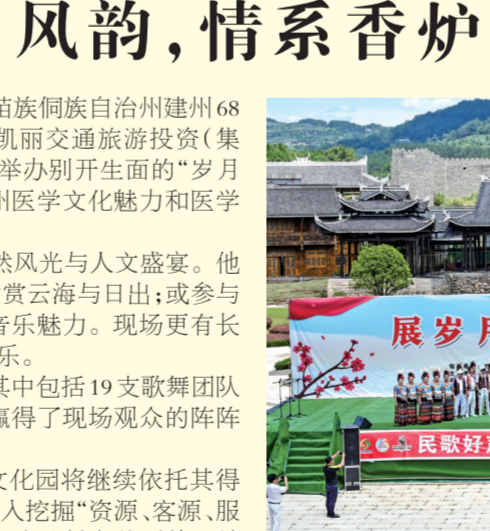 风韵，情系香炉
苗族侗族自治州建州68
凯丽交通旅游投资(集
举办别开生面的“岁月
州医学文化魅力和医学
然风光与人文盛宴。他
赏云海与日出；或参与
音乐魅力。现场更有长
乐。
其中包括19支歌舞团队
赢得了现场观众的阵阵
文化园将继续依托其得
入挖掘“资源、客源、服
展岁月
民歌好声